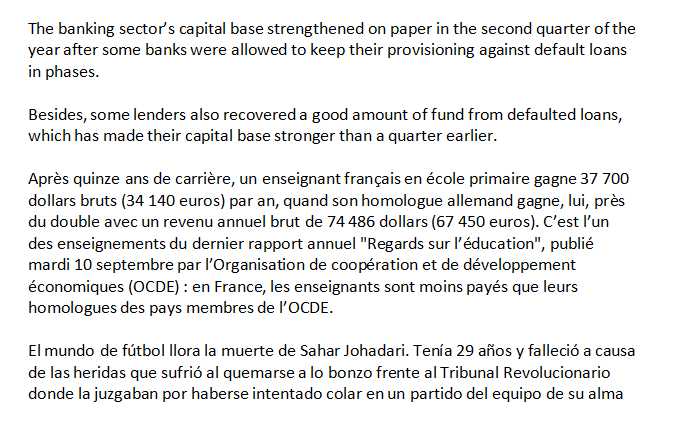 The banking sector's capital base strengthened on paper in the second quarter of the
year after some banks were allowed to keep their provisioning against default loans
in phases.
Besides, some lenders also recovered a good amount of fund from defaulted loans,
which has made their capital base stronger than a quarter earlier.
Après quinze ans de carrière, un enseignant français en école primaire gagne 37 700
dollars bruts (34 140 euros) par an, quand son homologue allemand gagne, lui, près
du double avec un revenu annuel brut de 74 486 dollars (67 450 euros). C’est l’un
des enseignements du dernier rapport annuel "Regards sur l’éducation", publié
mardi 10 septembre par l’Organisation de coopération et de développement
économiques (OCDE) : en France, les enseignants sont moins payés que leurs
homologues des pays membres de l’OCDE.
El mundo de fútbol llora la muerte de Sahar Johadari. Tenía 29 años y falleció a causa
de las heridas que sufrió al quemarse a lo bonzo frente al Tribunal Revolucionario
donde la juzgaban por haberse intentado colar en un partido del equipo de su alma